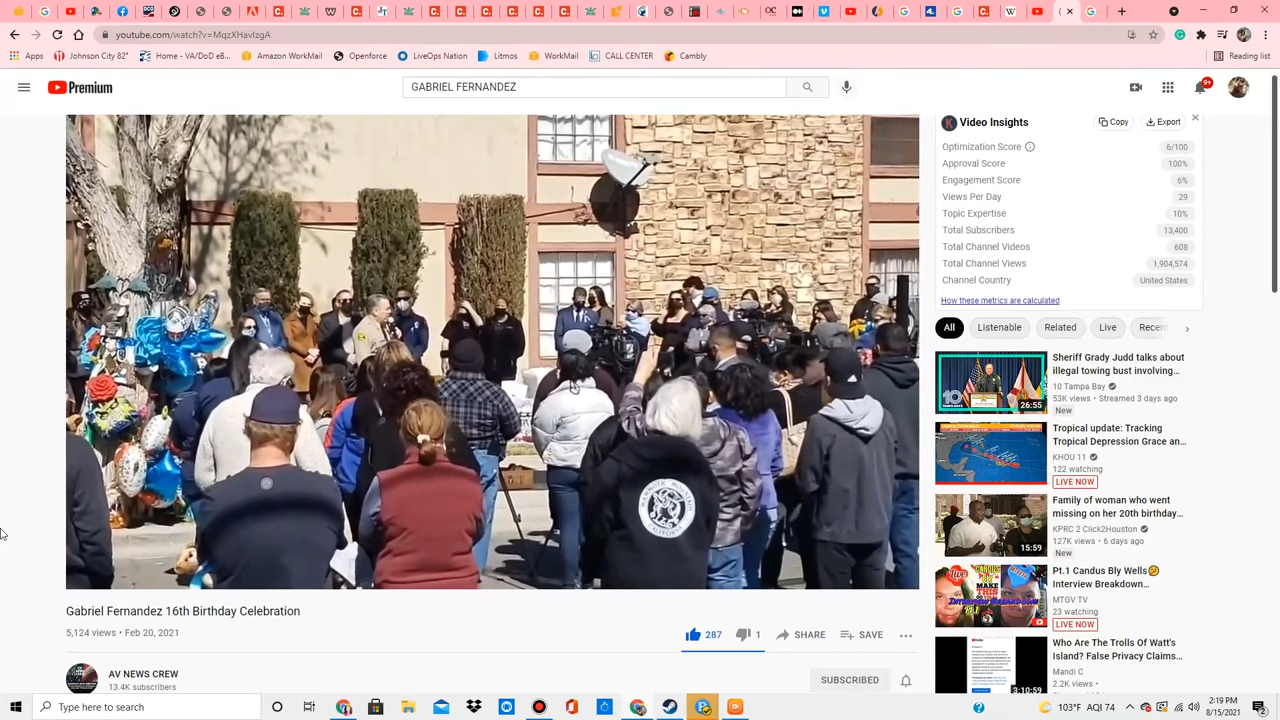 youtube.com/watch?v=MqzXHavIzgA
Apps
Johnson City 82°
Home - VA/DoD eB...
Amazon WorkMail
Openforce
LiveOps Nation
Litmos
WorkMail
CALL CENTER
Cambly
Reading list
Premium
GABRIEL FERNANDEZ
9+
Video Insights
Copy
Export
Optimization Score 6/100
Approval Score 100%
Engagement Score 6%
Views Per Day 29
Topic Expertise 10%
Total Subscribers 13,400
Total Channel Videos 608
Total Channel Views 1,904,574
Channel Country United States
How these metrics are calculated
All
Listenable
Related
Live
Recen
Sheriff Grady Judd talks about
illegal towing bust involving...
10 Tampa Bay
53K views • Streamed 3 days ago
New
26:55
Tropical update: Tracking
Tropical Depression Grace an...
KHOU 11
122 watching
LIVE NOW
Family of woman who went
missing on her 20th birthday...
KPRC 2 Click2Houston
127K views • 6 days ago
New
15:59
Pt.1 Candus Bly Wells
Interview Breakdown...
MTGV TV
23 watching
LIVE NOW
Who Are The Trolls Of Watt's
Island? False Privacy Claims...
Mandi C
2.2K views •
3:10:59
Gabriel Fernandez 16th Birthday Celeb
5,124 views • Feb 20, 2021
287
1
SHARE
SAVE
NEWS CREW
13.4K subscribers
SUBSCRIBED
Type here to search
103°F AQI 74
2:19 PM
8/15/2021
2